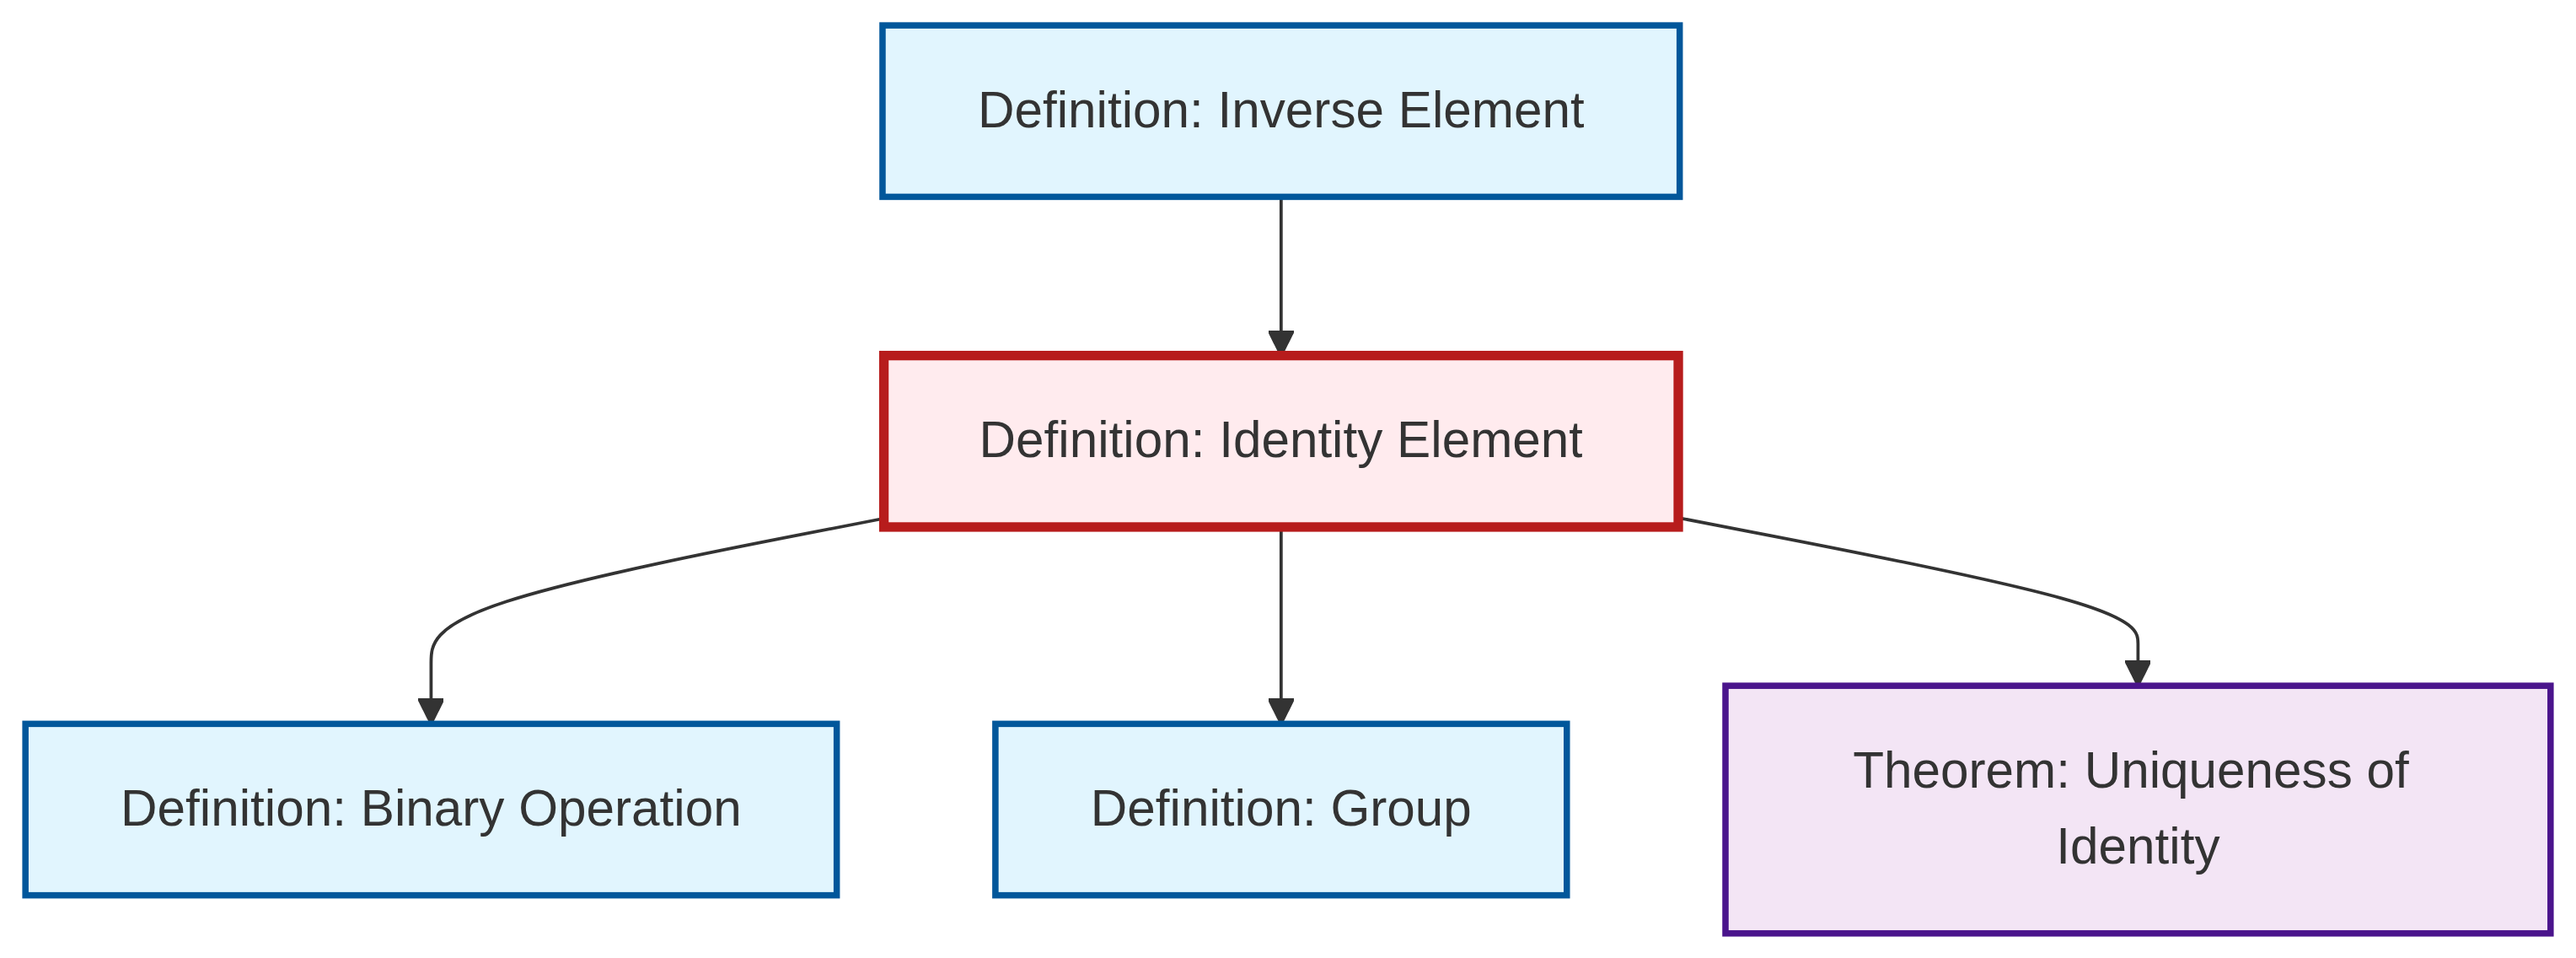 Definition: Inverse Element
Definition: Identity Element
Definition: Binary Operation
Definition: Group
Theorem: Uniqueness of
Identity